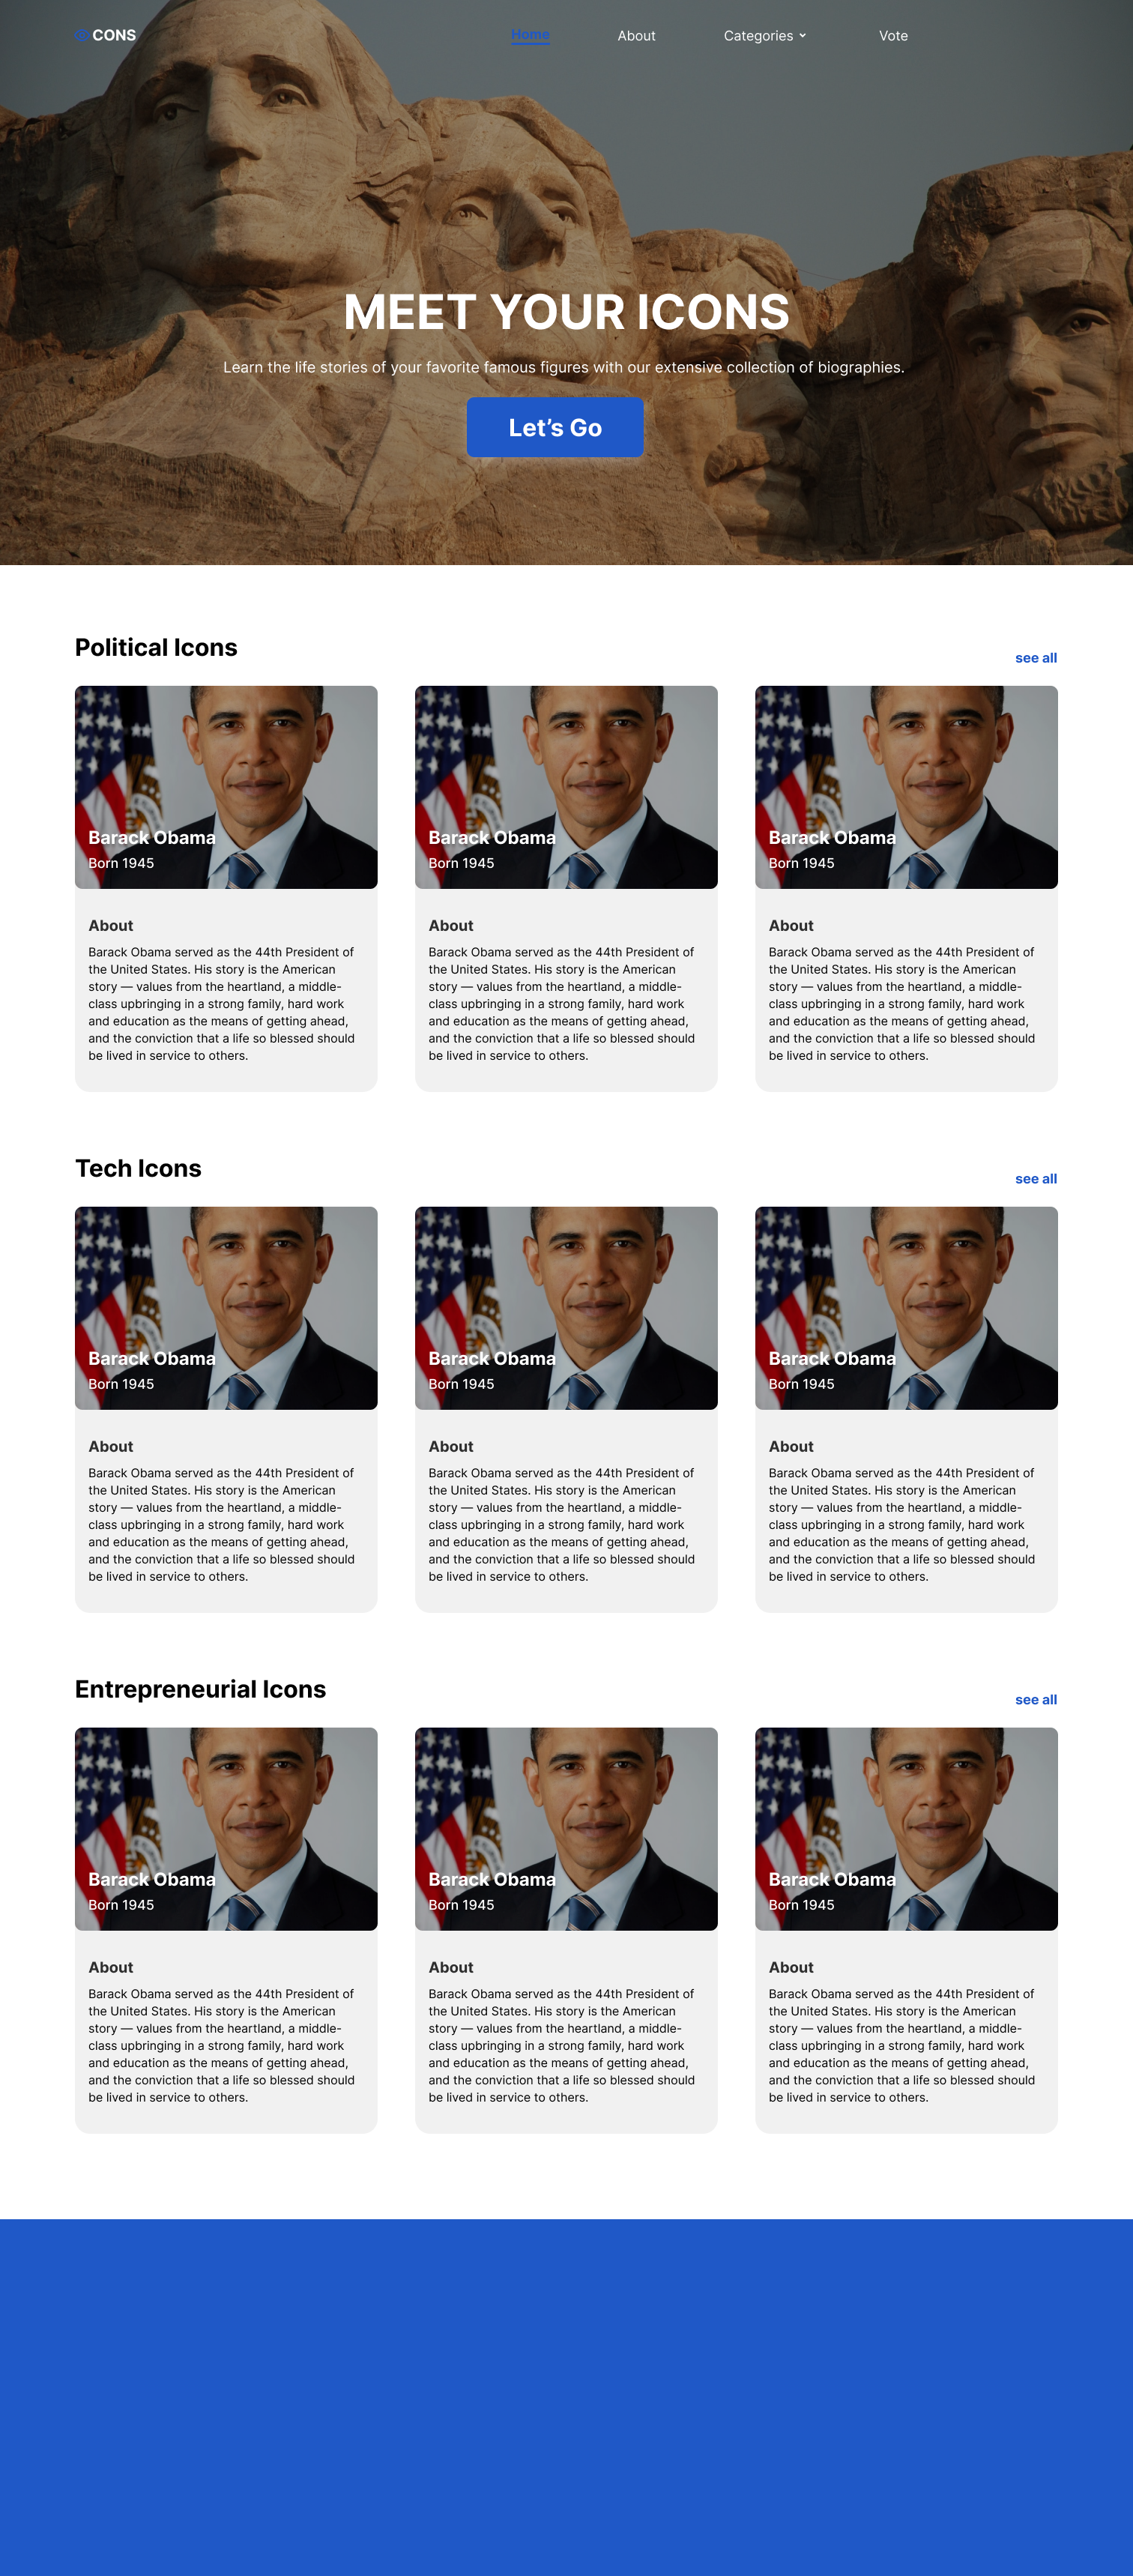 CONS
Home
About
Categories
Vote
MEET YOUR ICONS
Learn the life stories of your favorite famous figures with our extensive collection of biographies.
Let’s Go
Political Icons
see all
Barack Obama
Born 1945
About
Barack Obama served as the 44th President of
the United States. His story is the American
story — values from the heartland, a middle-
class upbringing in a strong family, hard work
and education as the means of getting ahead,
and the conviction that a life so blessed should
be lived in service to others.
Barack Obama
Born 1945
About
Barack Obama served as the 44th President of
the United States. His story is the American
story — values from the heartland, a middle-
class upbringing in a strong family, hard work
and education as the means of getting ahead,
and the conviction that a life so blessed should
be lived in service to others.
Barack Obama
Born 1945
About
Barack Obama served as the 44th President of
the United States. His story is the American
story — values from the heartland, a middle-
class upbringing in a strong family, hard work
and education as the means of getting ahead,
and the conviction that a life so blessed should
be lived in service to others.
Tech Icons
see all
Barack Obama
Born 1945
About
Barack Obama served as the 44th President of
the United States. His story is the American
story — values from the heartland, a middle-
class upbringing in a strong family, hard work
and education as the means of getting ahead,
and the conviction that a life so blessed should
be lived in service to others.
Barack Obama
Born 1945
About
Barack Obama served as the 44th President of
the United States. His story is the American
story — values from the heartland, a middle-
class upbringing in a strong family, hard work
and education as the means of getting ahead,
and the conviction that a life so blessed should
be lived in service to others.
Barack Obama
Born 1945
About
Barack Obama served as the 44th President of
the United States. His story is the American
story — values from the heartland, a middle-
class upbringing in a strong family, hard work
and education as the means of getting ahead,
and the conviction that a life so blessed should
be lived in service to others.
Entrepreneurial Icons
see all
Barack Obama
Born 1945
About
Barack Obama served as the 44th President of
the United States. His story is the American
story — values from the heartland, a middle-
class upbringing in a strong family, hard work
and education as the means of getting ahead,
and the conviction that a life so blessed should
be lived in service to others.
Barack Obama
Born 1945
About
Barack Obama served as the 44th President of
the United States. His story is the American
story — values from the heartland, a middle-
class upbringing in a strong family, hard work
and education as the means of getting ahead,
and the conviction that a life so blessed should
be lived in service to others.
Barack Obama
Born 1945
About
Barack Obama served as the 44th President of
the United States. His story is the American
story — values from the heartland, a middle-
class upbringing in a strong family, hard work
and education as the means of getting ahead,
and the conviction that a life so blessed should
be lived in service to others.